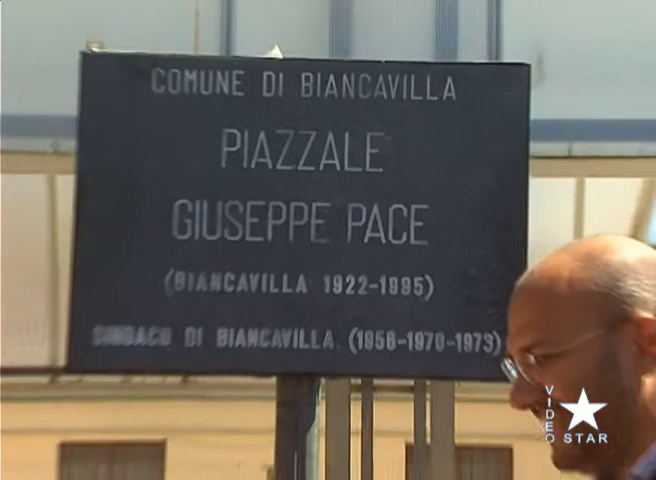 COMUNE DI BIANCAVILLA
PIAZZALE
GIUSEPPE PACE
(BIANCAVILLA 1922-1995)
SINDACO DI BIANCAVILLA (1956-1970-1973)
VIDEO
STAR